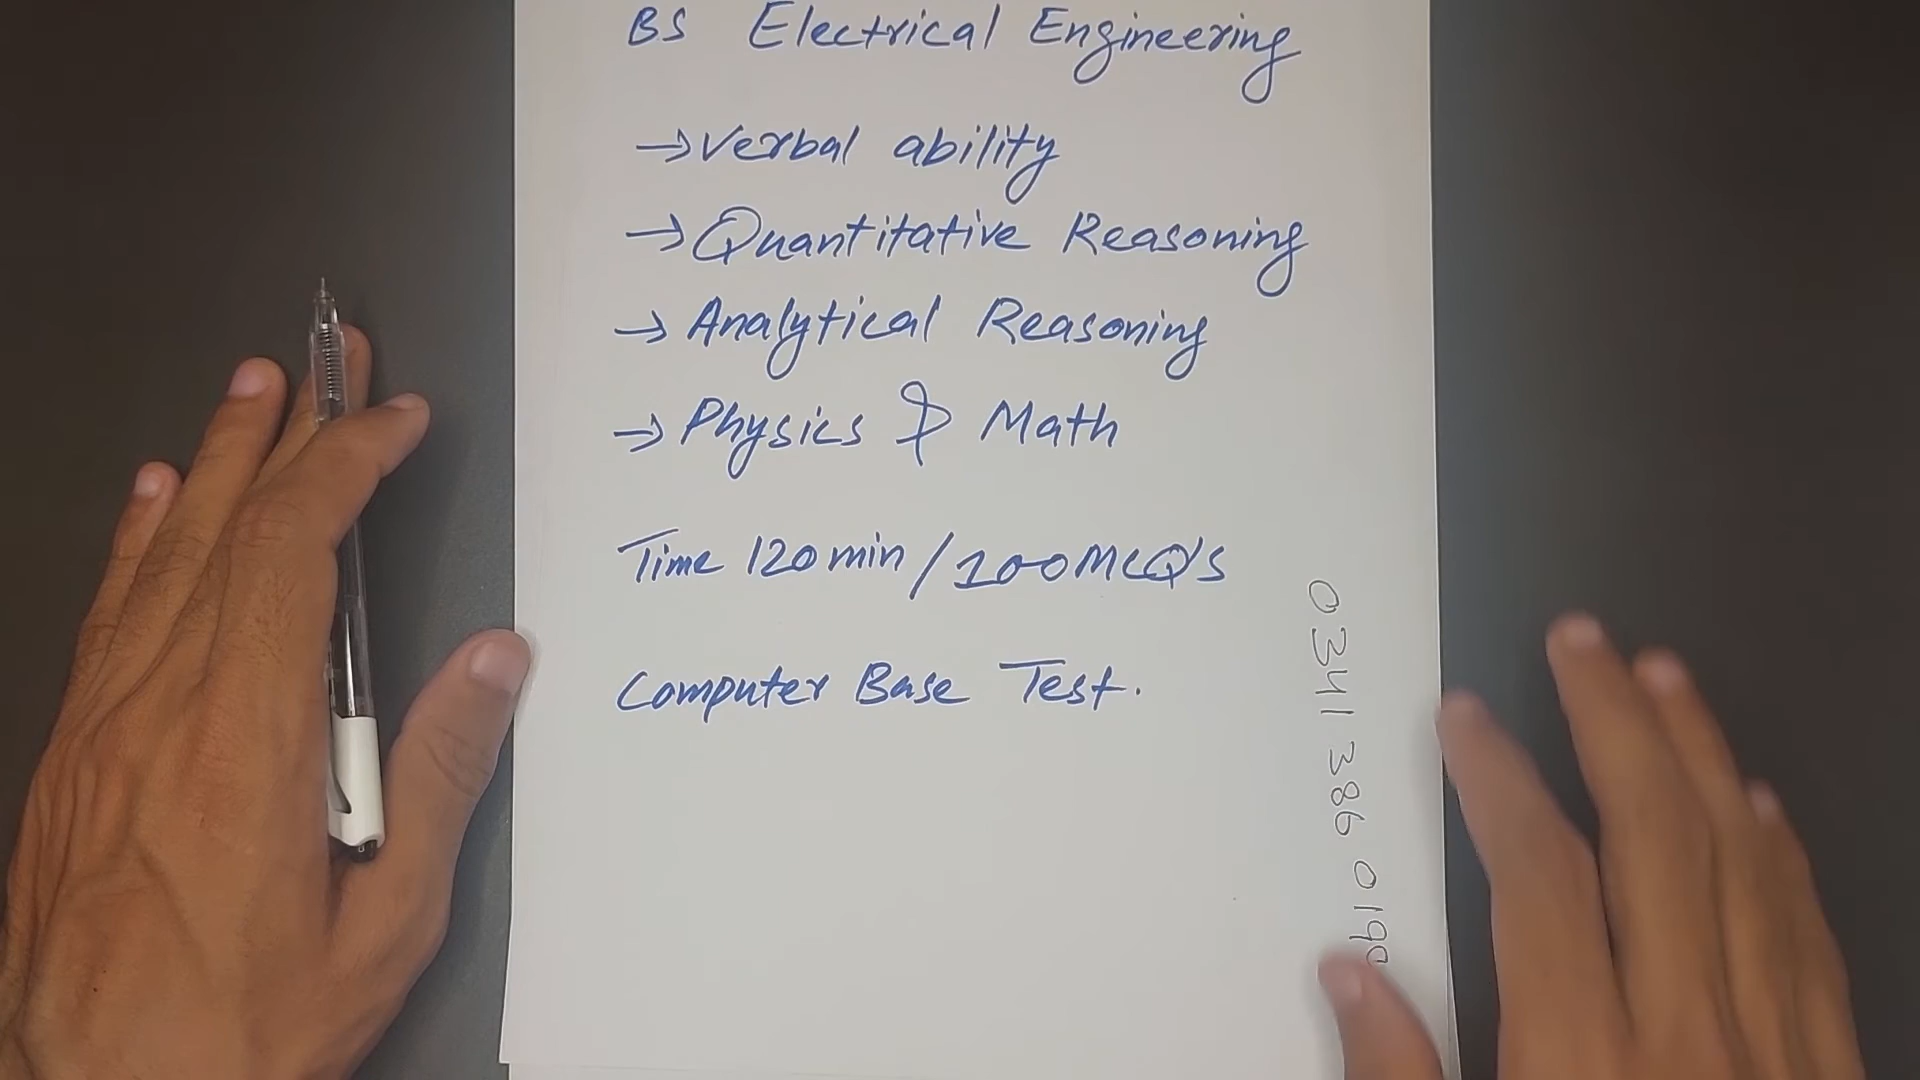 BS Electrical Engineering
→ Verbal ability
→ Quantitative Reasoning
→ Analytical Reasoning
→ Physics & Math
Time 120 min / 100 MCQ's
Computer Base Test.
0341 386 0190